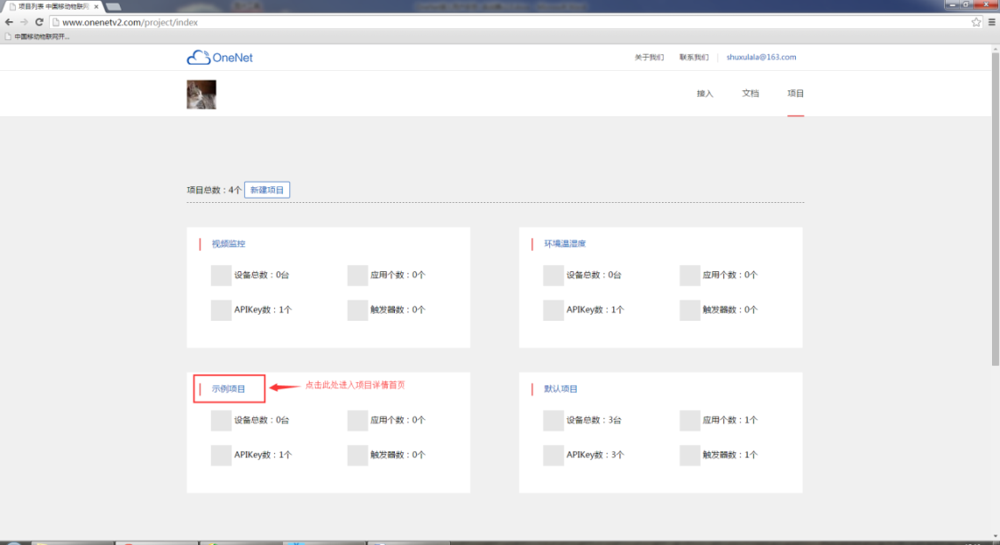 项目列表 中国移动物联网
www.onenetv2.com/project/index
中国移动物联网开...
OneNet
关于我们 联系我们 shuxulala@163.com
接入 文档 项目
项目总数：4个 新建项目
视频监控
设备总数：0台 应用个数：0个
APIKey数：1个 触发器数：0个
环境温湿度
设备总数：0台 应用个数：0个
APIKey数：1个 触发器数：0个
示例项目 点击此处进入项目详情首页
设备总数：0台 应用个数：0个
APIKey数：1个 触发器数：0个
默认项目
设备总数：3台 应用个数：1个
APIKey数：3个 触发器数：1个